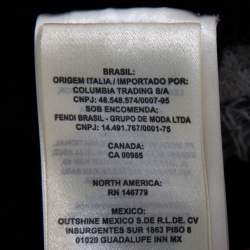 BRASIL:
ORIGEM ITALIA / IMPORTADO POR:
COLUMBIA TRADING S/A
CNPJ: 46.548.574/0007-95
SOB ENCOMENDA:
FENDI BRASIL - GRUPO DE MODA LTDA
CNPJ: 14.491.767/0001-75
CANADA:
CA 00985
NORTH AMERICA:
RN 146779
MEXICO:
OUTSHINE MEXICO S.DE R.L.DE. CV
INSURGENTES SUR 1863 PISO 8
01020 GUADALUPE INN MX